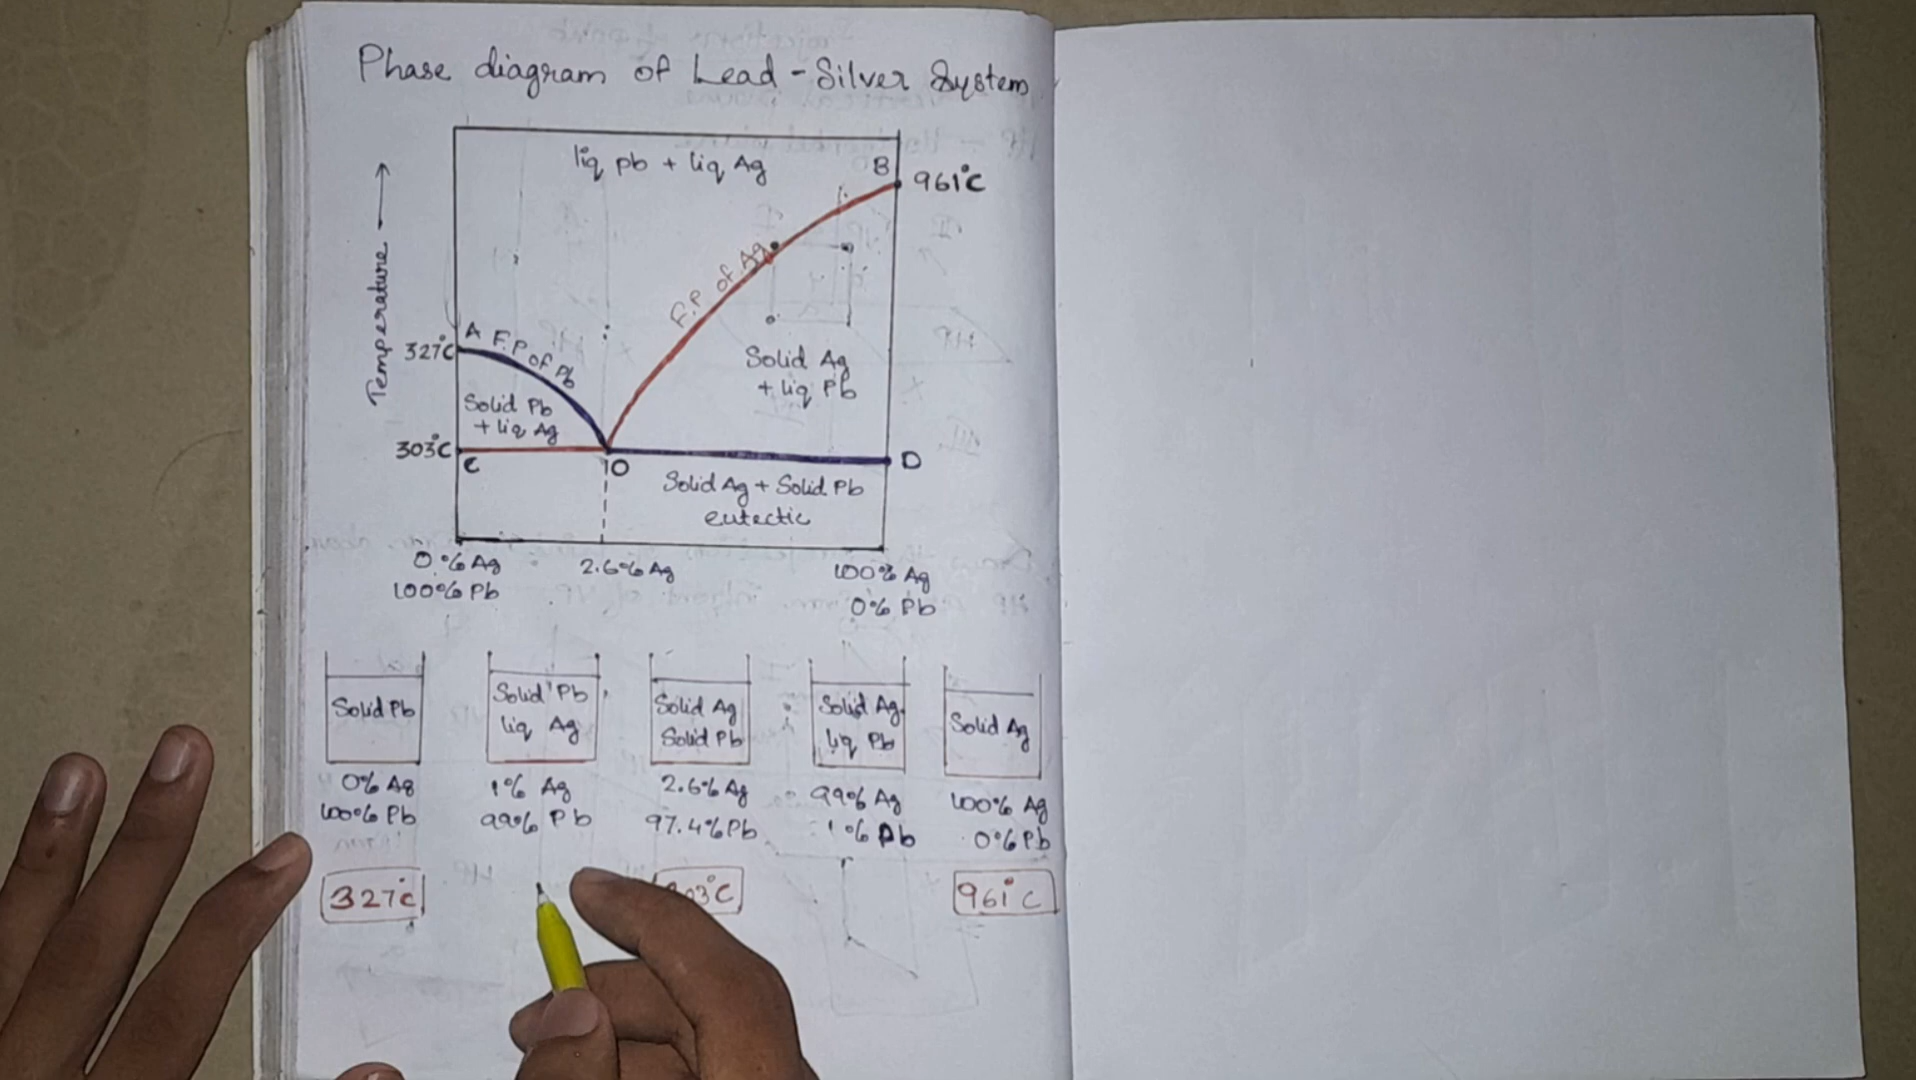 Phase diagram of Lead - Silver System
liq Pb + liq Ag
B
961°C
Temperature →
F.P of Ag
A F.P of Pb
327°C
Solid Ag
+ liq Pb
Solid Pb
+ liq Ag
303°C
C
O
D
Solid Ag + Solid Pb
eutectic
0% Ag
100% Pb
2.6% Ag
100% Ag
0% Pb
Solid Pb
Solid Pb
liq Ag
Solid Ag
Solid Pb
Solid Ag
liq Pb
Solid Ag
0% Ag
100% Pb
1% Ag
99% Pb
2.6% Ag
97.4% Pb
99% Ag
1% Pb
100% Ag
0% Pb
327°C
03°C
961°C